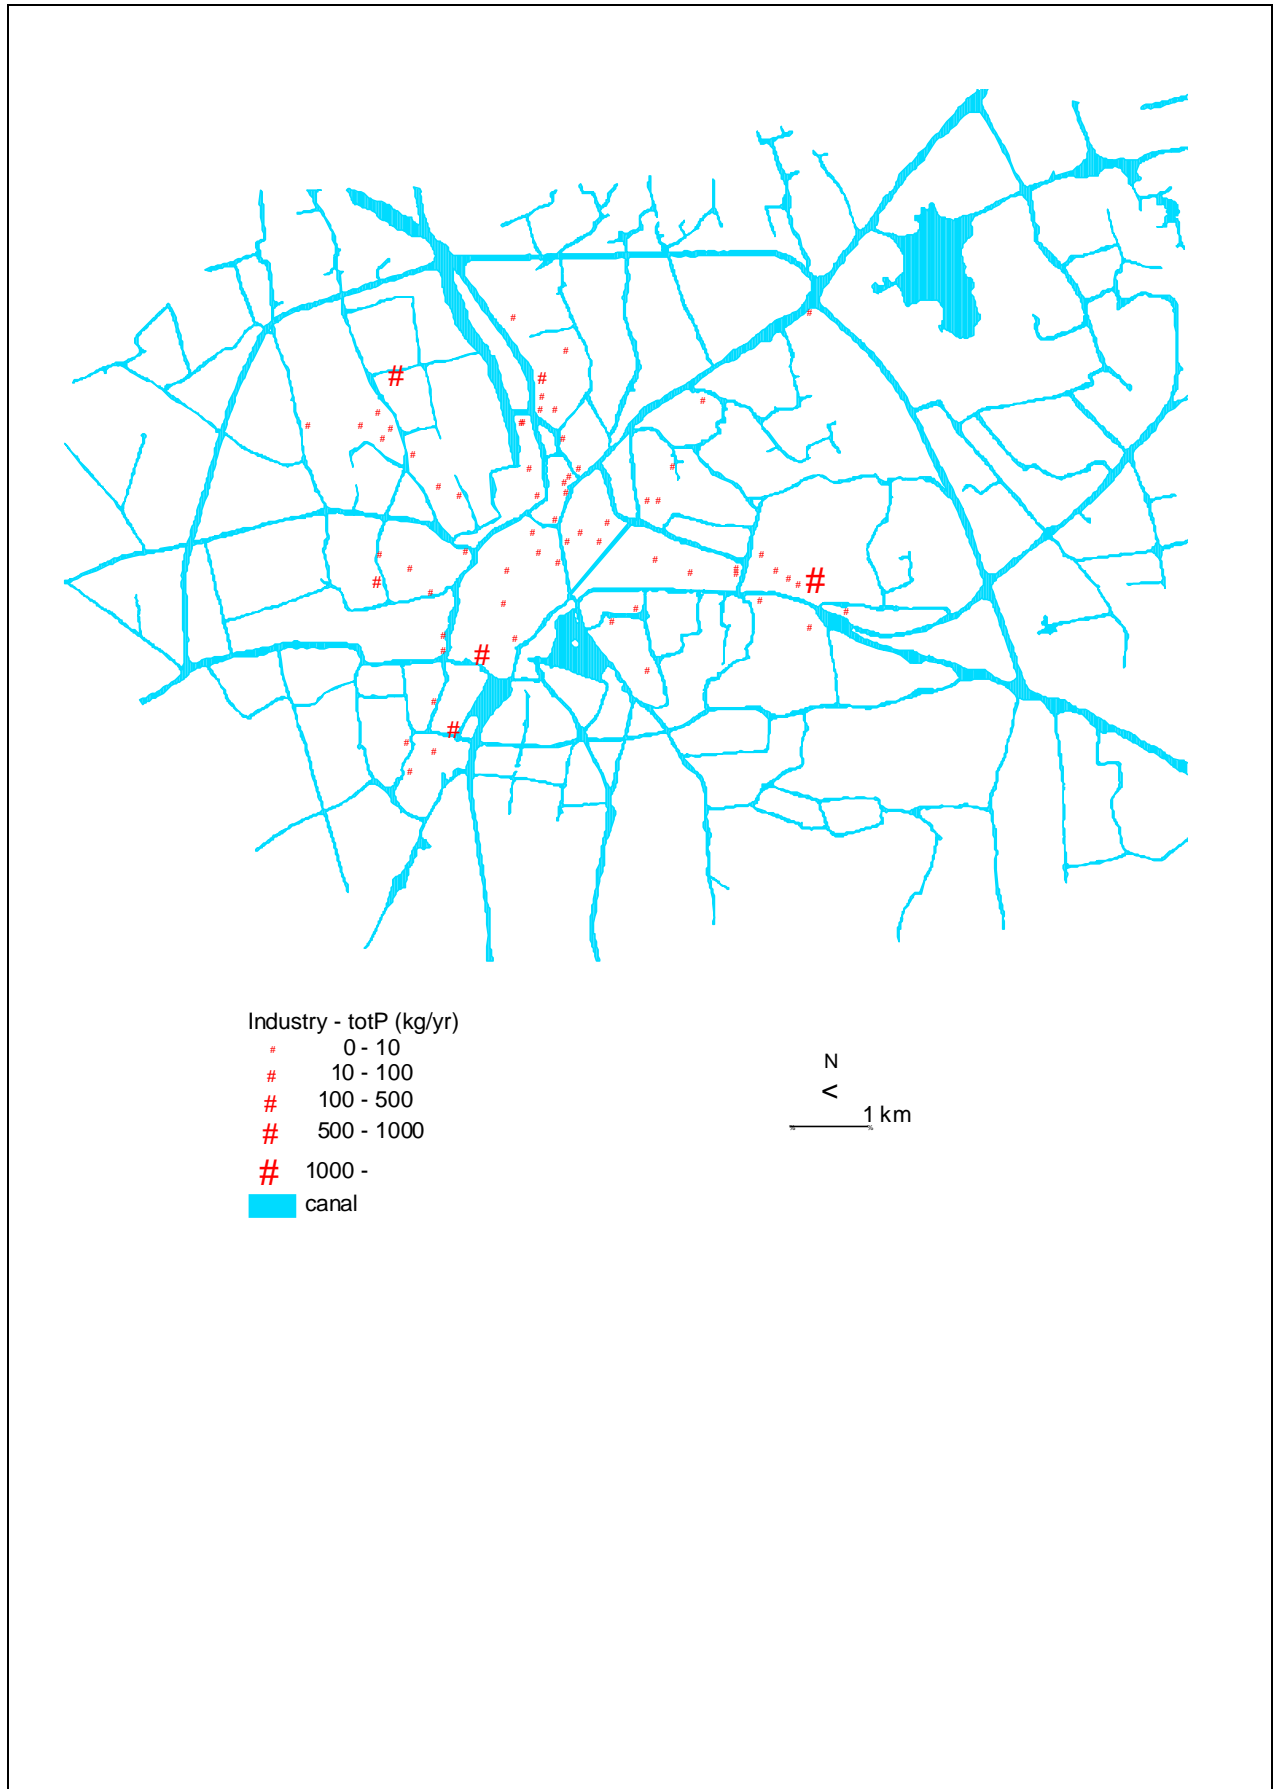 Industry - totP (kg/yr)
# 0 - 10
# 10 - 100
# 100 - 500
# 500 - 1000
# 1000 -
canal
N
<
1 km